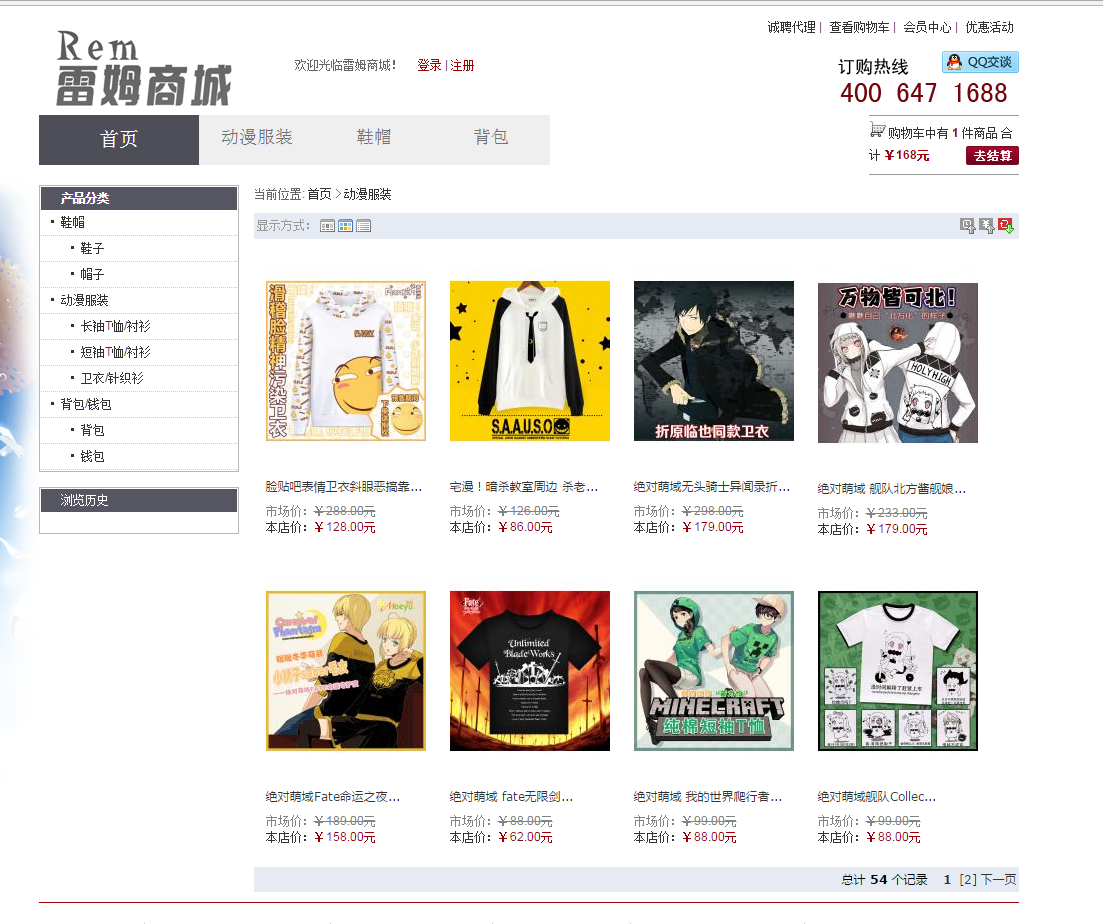 诚聘代理 | 查看购物车 | 会员中心 | 优惠活动
Rem
雷姆商城
欢迎光临雷姆商城! 登录 | 注册
订购热线 QQ交谈
400 647 1688
首页 动漫服装 鞋帽 背包
购物车中有 1 件商品 合
计 ￥168元 去结算
产品分类
鞋帽
鞋子
帽子
动漫服装
长袖T恤/衬衫
短袖T恤/衬衫
卫衣/针织衫
背包/钱包
背包
钱包
浏览历史
当前位置: 首页 > 动漫服装
显示方式：
滑稽脸精神污染卫衣
S.A.A.U.S.O
折原临也同款卫衣
万物皆可北!
瞧瞧自己"北方化"的样子
HOLY HIGH
脸贴吧表情卫衣斜眼恶搞靠...
市场价：￥288.00元
本店价：￥128.00元
宅漫！暗杀教室周边 杀老...
市场价：￥126.00元
本店价：￥86.00元
绝对萌域无头骑士异闻录折...
市场价：￥298.00元
本店价：￥179.00元
绝对萌域 舰队北方酱舰娘...
市场价：￥233.00元
本店价：￥179.00元
Fate
Unlimited
Blade Works
MINECRAFT
纯棉短袖T恤
绝对萌域Fate命运之夜...
市场价：￥189.00元
本店价：￥158.00元
绝对萌域 fate无限剑...
市场价：￥88.00元
本店价：￥62.00元
绝对萌域 我的世界爬行者...
市场价：￥99.00元
本店价：￥88.00元
绝对萌域舰队Collec...
市场价：￥99.00元
本店价：￥88.00元
总计 54 个记录 1 [2] 下一页